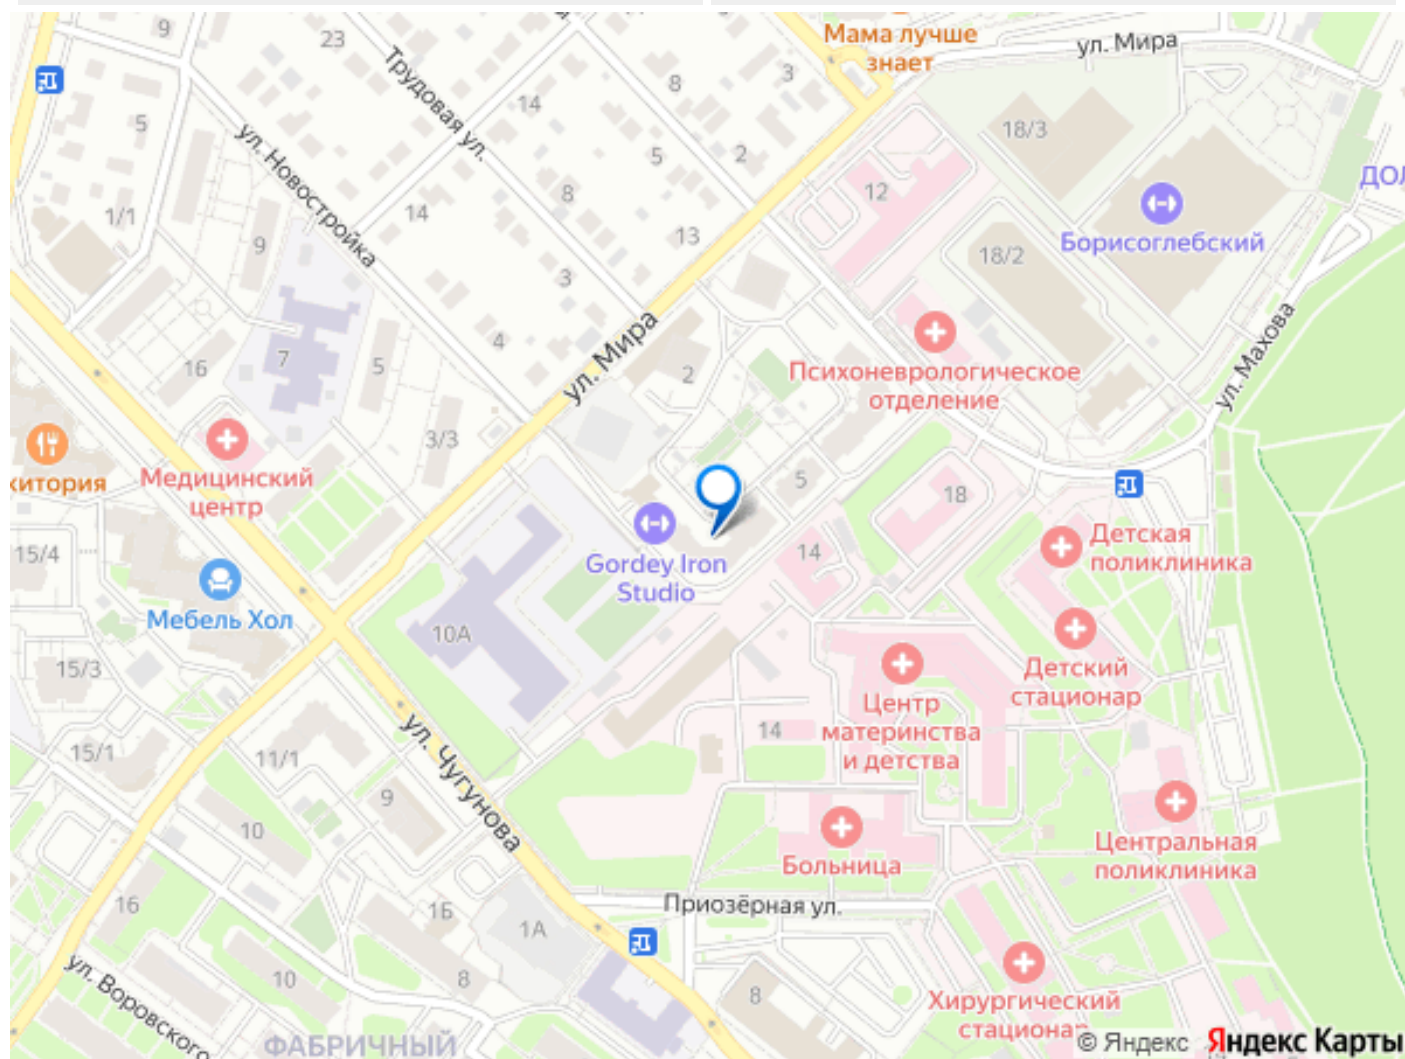 Мама лучше
знает
ул. Мира
9
23
Трудовая ул.
8
3
14
5
18/3
ул. Новостройка
5
2
12
ДОЛ
8
1/1
14
9
13
Борисоглебский
18/2
3
4
ул. Мира
ул. Махова
7
16
5
2
Психоневрологическое
отделение
3/3
хитория
Медицинский
центр
5
18
15/4
Gordey Iron
Studio
14
Детская
поликлиника
Мебель Хол
10А
15/3
Детский
стационар
Центр
материнства
и детства
14
ул. Чугунова
15/1
11/1
9
10
Больница
Центральная
поликлиника
16
1Б
1А
Приозёрная ул.
ул. Воровского
10
8
8
Хирургический
стационар
ФАБРИЧНЫЙ
© Яндекс Яндекс Карты